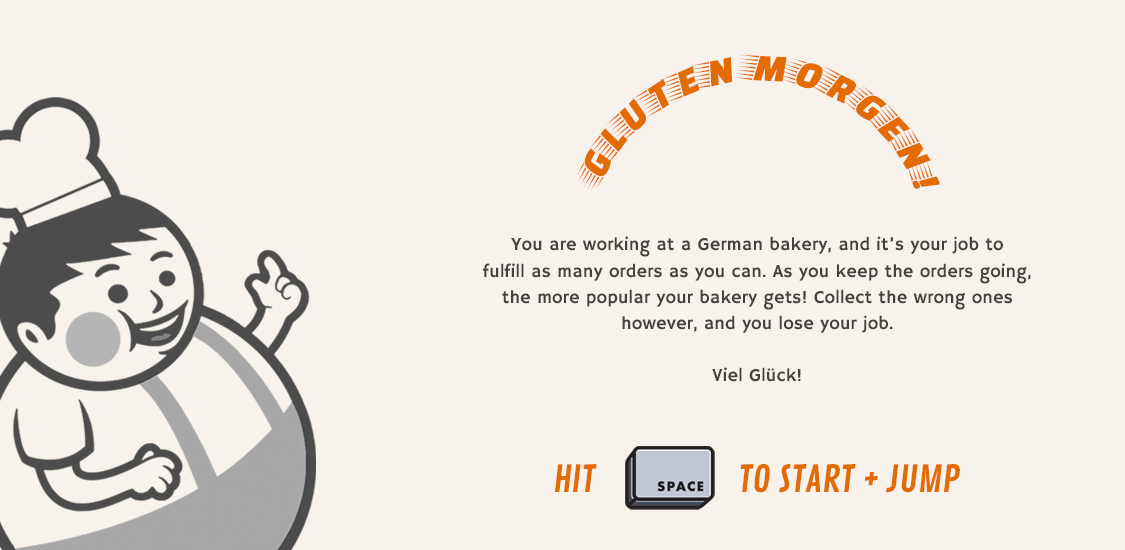 GLUTEN MORGEN!
You are working at a German bakery, and it's your job to
fulfill as many orders as you can. As you keep the orders going,
the more popular your bakery gets! Collect the wrong ones
however, and you lose your job.
Viel Glück!
HIT SPACE TO START + JUMP